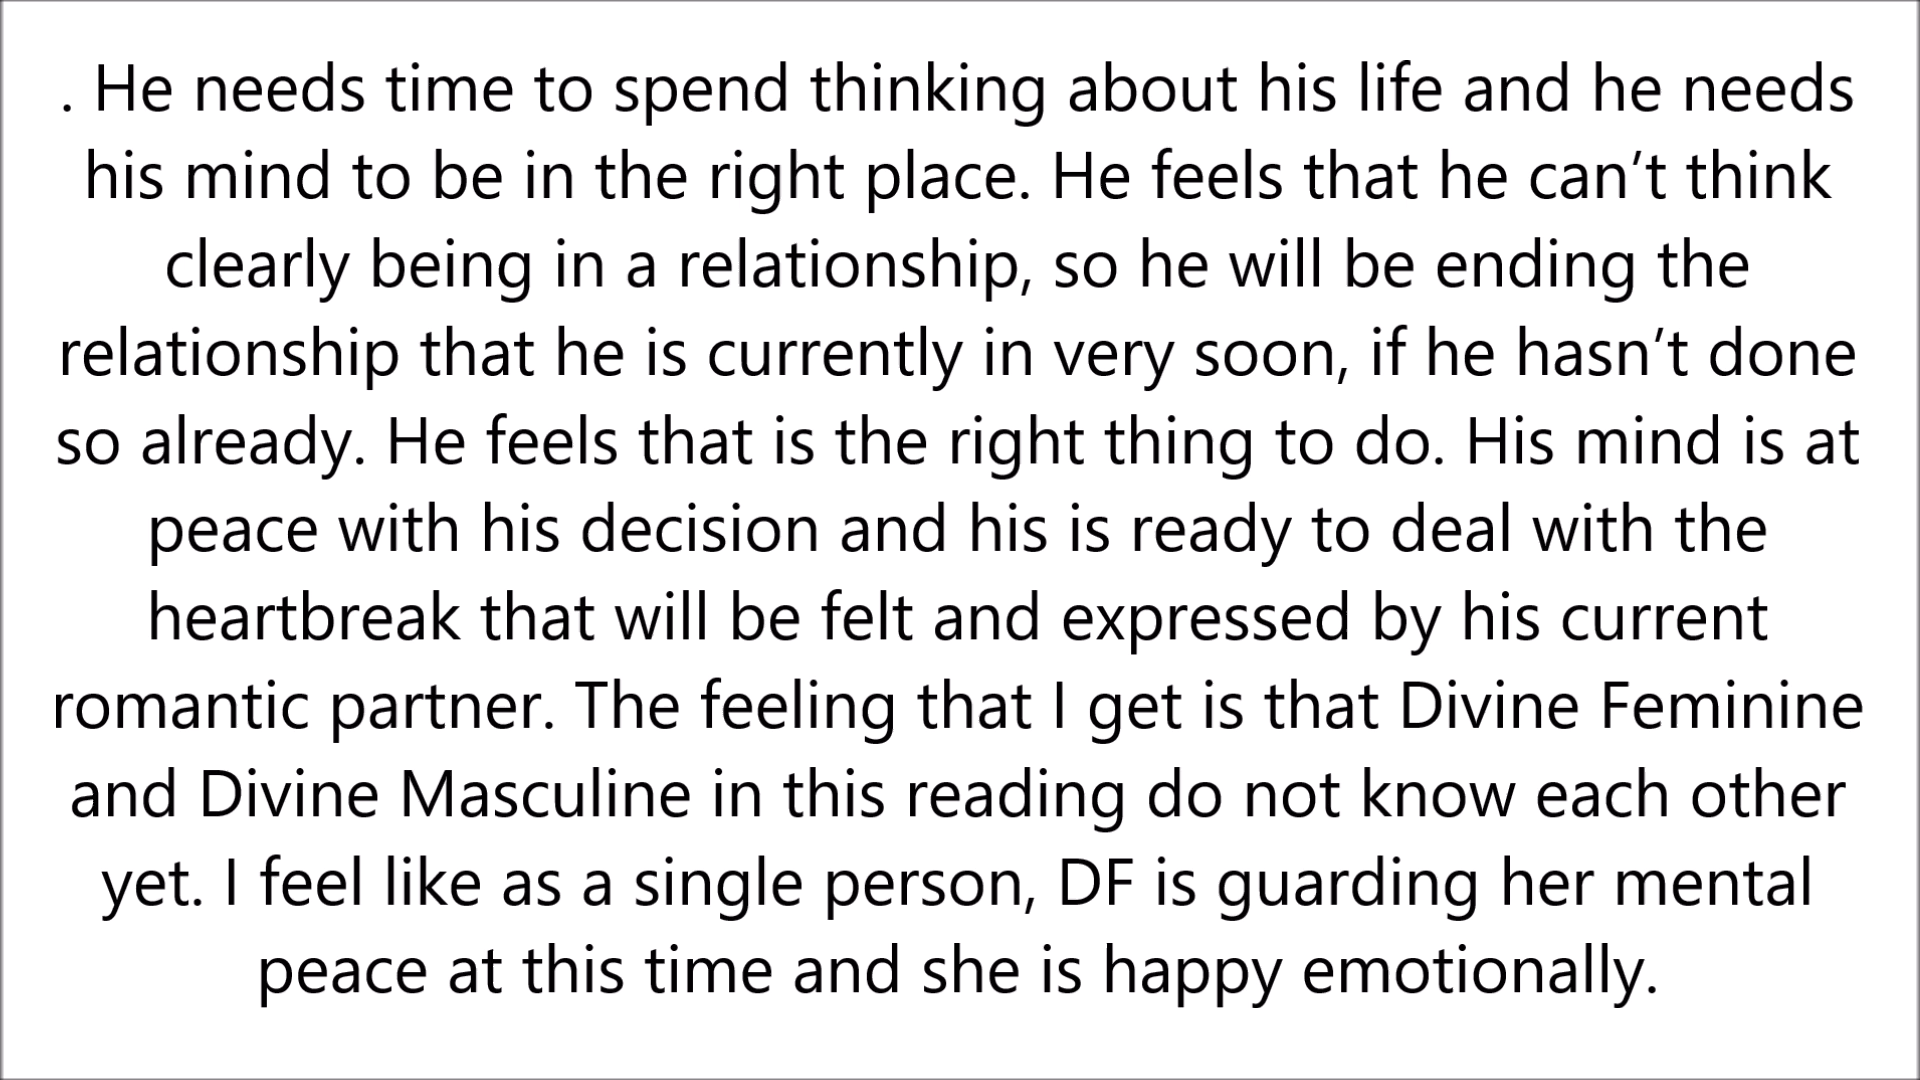 . He needs time to spend thinking about his life and he needs
his mind to be in the right place. He feels that he can’t think
clearly being in a relationship, so he will be ending the
relationship that he is currently in very soon, if he hasn’t done
so already. He feels that is the right thing to do. His mind is at
peace with his decision and his is ready to deal with the
heartbreak that will be felt and expressed by his current
romantic partner. The feeling that I get is that Divine Feminine
and Divine Masculine in this reading do not know each other
yet. I feel like as a single person, DF is guarding her mental
peace at this time and she is happy emotionally.